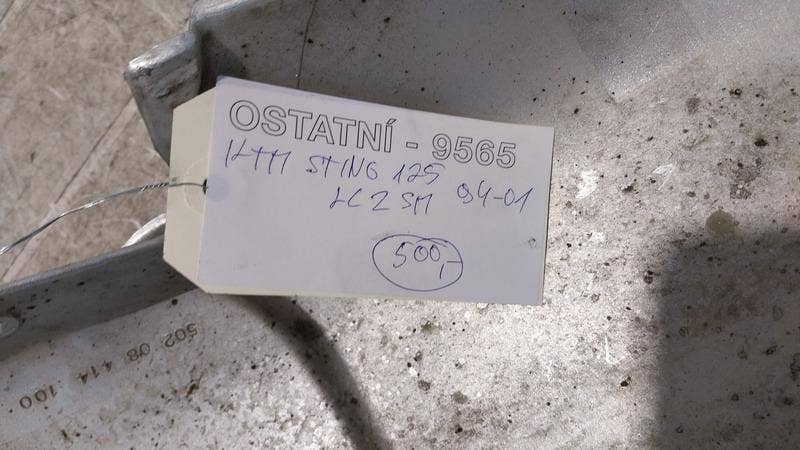 OSTATNÍ - 9565
KTM STING 125
LC2 SM 94-01
500,-
502 08 414 100